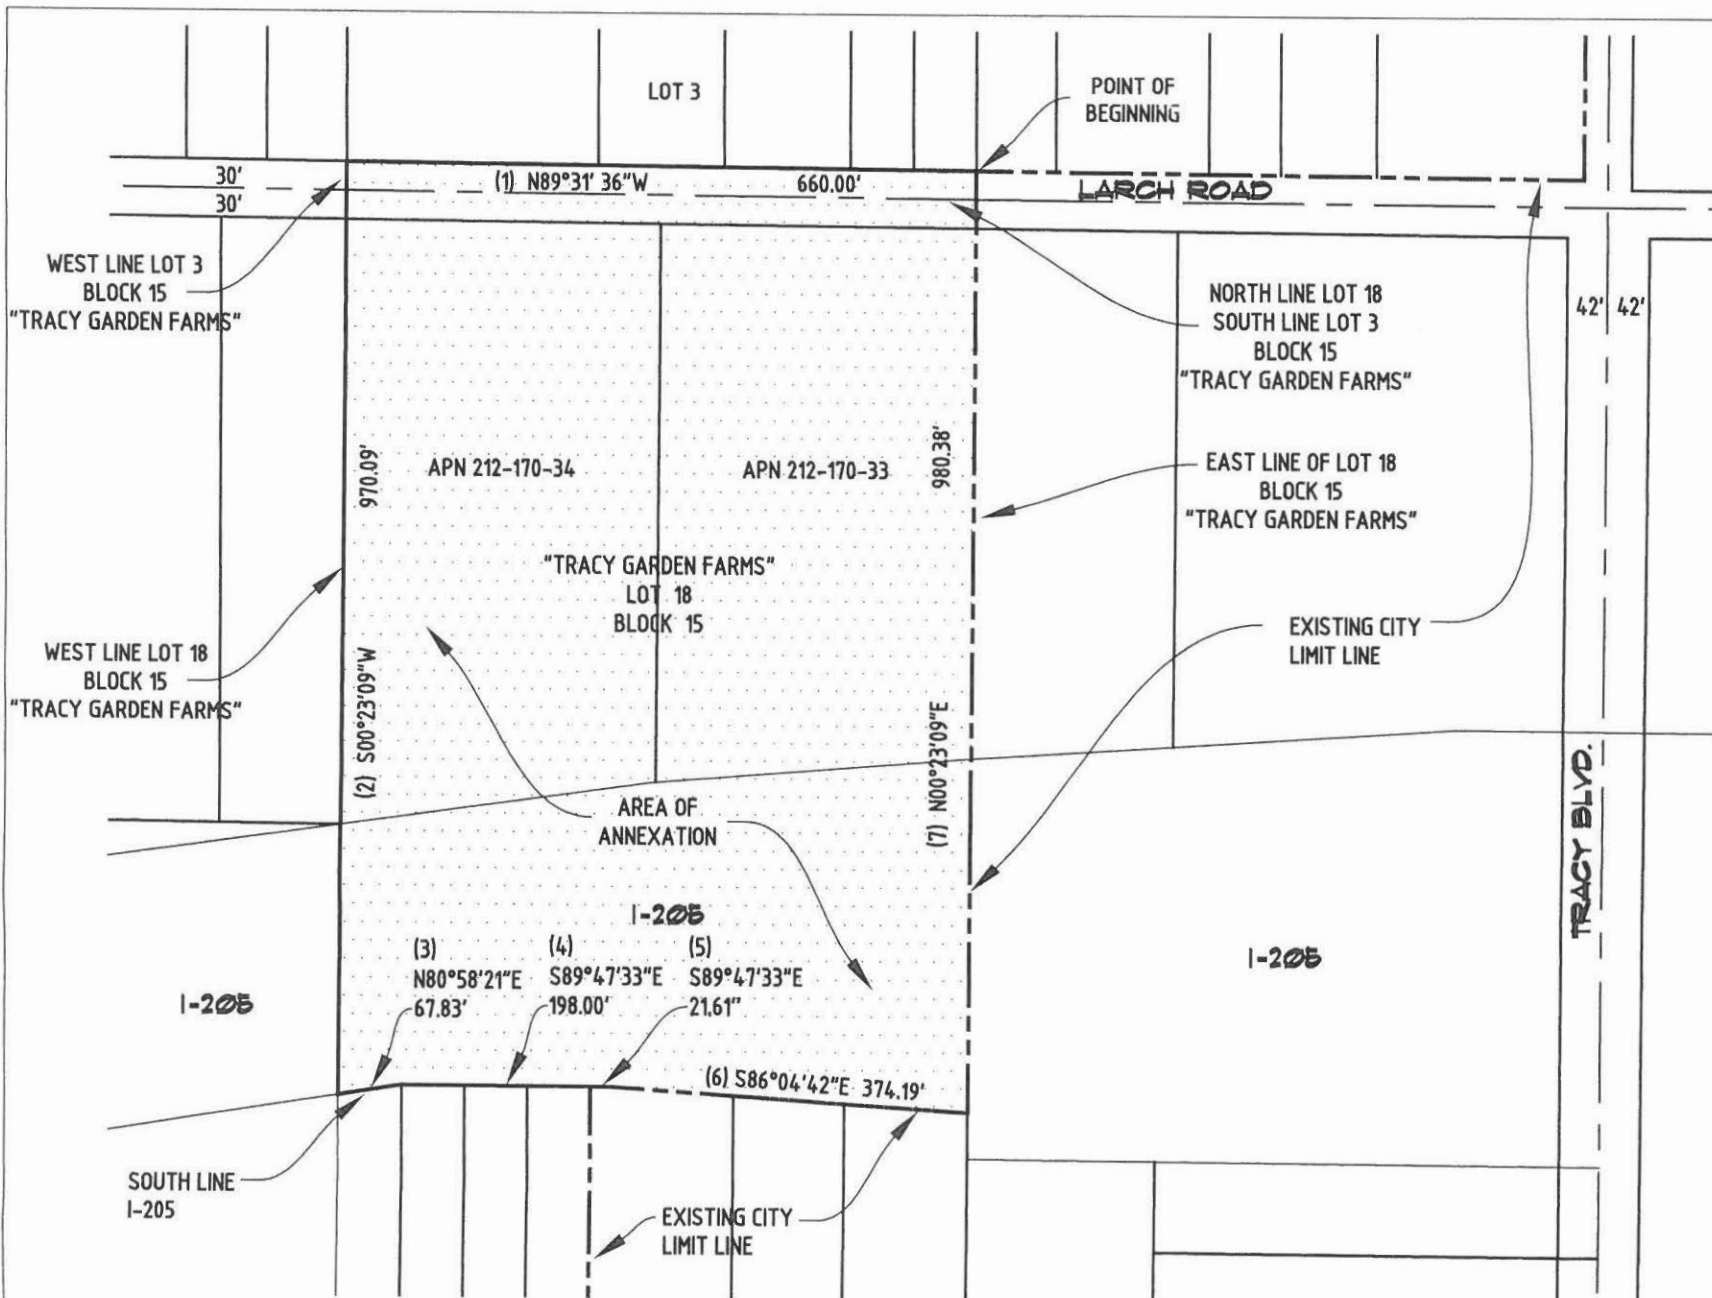 LOT 3
POINT OF
BEGINNING
30'
(1) N89°31' 36"W
660.00'
LARCH ROAD
30'
WEST LINE LOT 3
BLOCK 15
"TRACY GARDEN FARMS"
NORTH LINE LOT 18
SOUTH LINE LOT 3
BLOCK 15
"TRACY GARDEN FARMS"
42' 42'
970.09'
APN 212-170-34
APN 212-170-33
980.38'
EAST LINE OF LOT 18
BLOCK 15
"TRACY GARDEN FARMS"
"TRACY GARDEN FARMS"
LOT 18
BLOCK 15
WEST LINE LOT 18
BLOCK 15
"TRACY GARDEN FARMS"
(2) S00°23'09"W
(7) N00°23'09"E
EXISTING CITY
LIMIT LINE
AREA OF
ANNEXATION
TRACY BLVD.
I-205
I-205
I-205
(3)
N80°58'21"E
67.83'
(4)
S89°47'33"E
198.00'
(5)
S89°47'33"E
21.61"
(6) S86°04'42"E 374.19'
SOUTH LINE
I-205
EXISTING CITY
LIMIT LINE